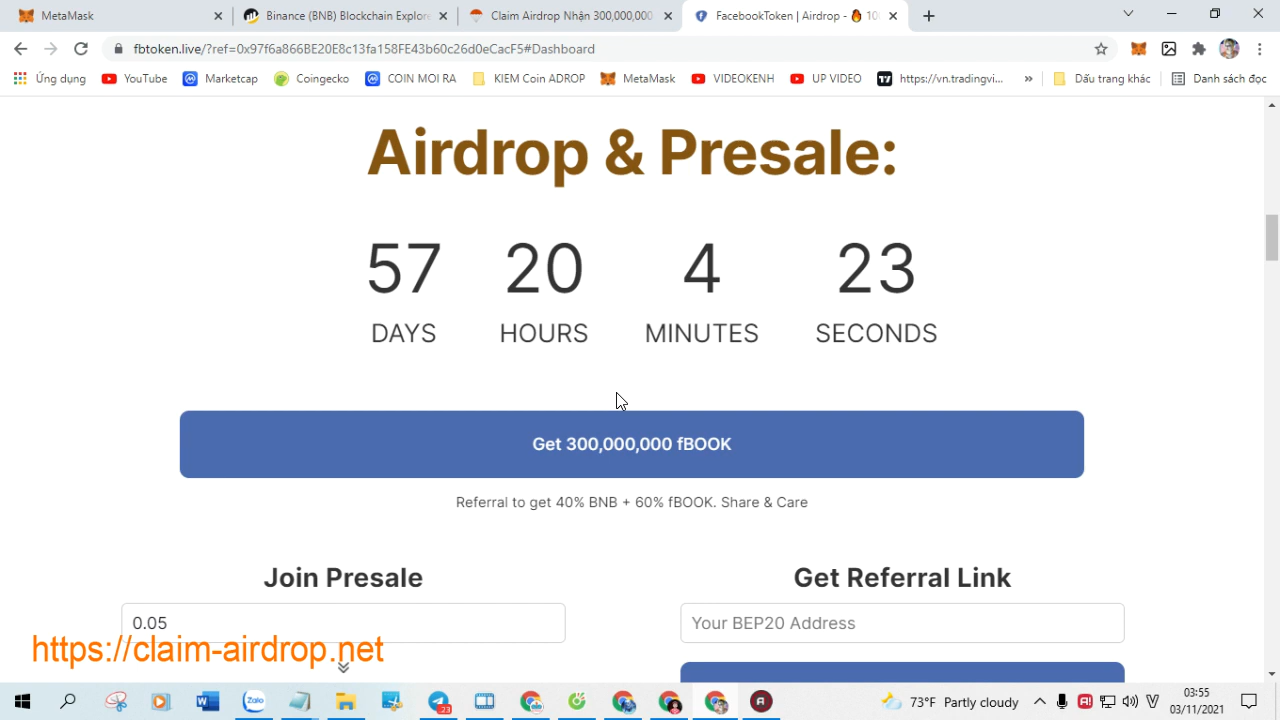 MetaMask
Binance (BNB) Blockchain Explore
Claim Airdrop Nhận 300,000,000
FacebookToken | Airdrop - 🔥 10
fbtoken.live/?ref=0x97f6a866BE20E8c13fa158FE43b60c26d0eCacF5#Dashboard
Ứng dụng
YouTube
Marketcap
Coingecko
COIN MOI RA
KIEM Coin ADROP
MetaMask
VIDEOKENH
UP VIDEO
https://vn.tradingvi...
»
Dấu trang khác
Danh sách đọc
Airdrop & Presale:
57 20 4 23
DAYS HOURS MINUTES SECONDS
Get 300,000,000 fBOOK
Referral to get 40% BNB + 60% fBOOK. Share & Care
Join Presale
Get Referral Link
0.05
Your BEP20 Address
https://claim-airdrop.net
Zalo
23
73°F Partly cloudy
03:55
03/11/2021